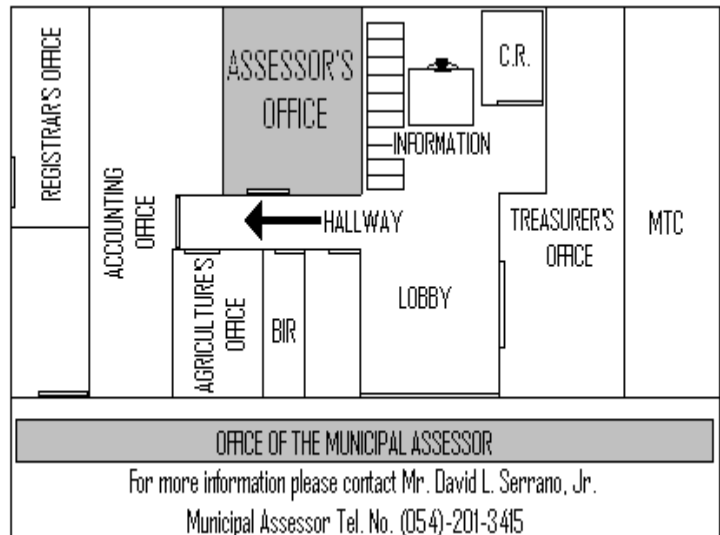 REGISTRAR'S OFFICE
ACCOUNTING
OFFICE
ASSESSOR'S
OFFICE
C.R.
INFORMATION
HALLWAY
TREASURER'S
OFFICE
MTC
AGRICULTURE'S
OFFICE
BIR
LOBBY
OFFICE OF THE MUNICIPAL ASSESSOR
For more information please contact Mr. David L. Serrano, Jr.
Municipal Assessor Tel. No. (054)-201-3415